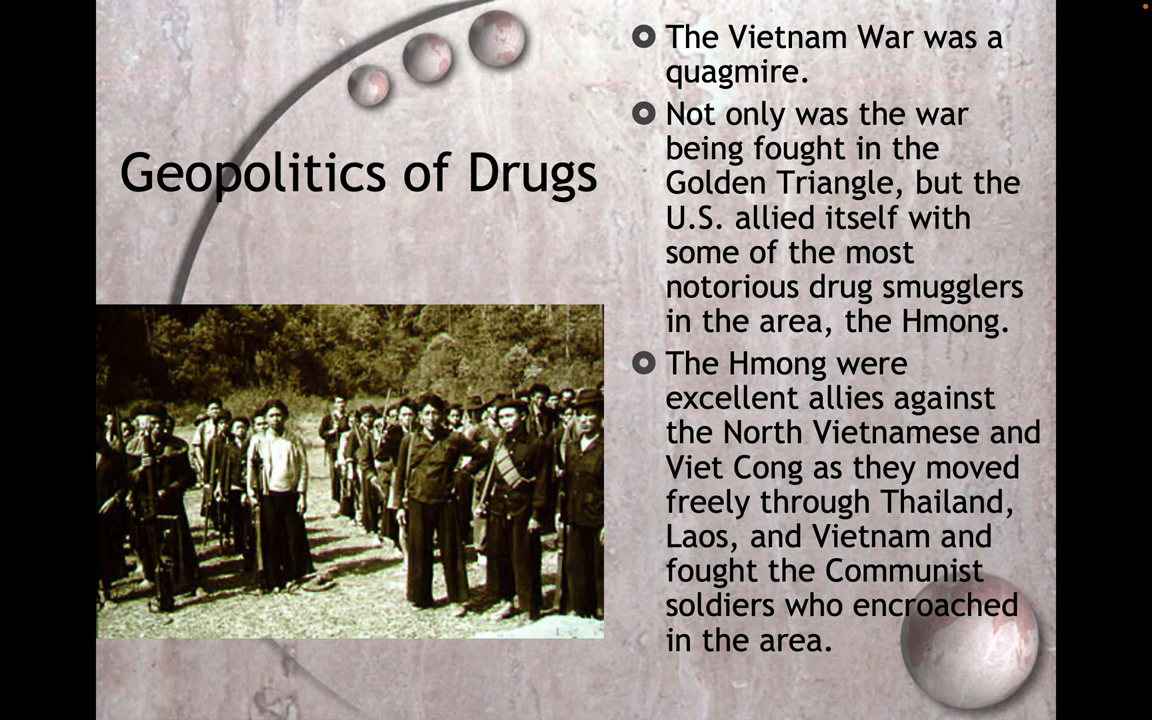 Geopolitics of Drugs
The Vietnam War was a
quagmire.
Not only was the war
being fought in the
Golden Triangle, but the
U.S. allied itself with
some of the most
notorious drug smugglers
in the area, the Hmong.
The Hmong were
excellent allies against
the North Vietnamese and
Viet Cong as they moved
freely through Thailand,
Laos, and Vietnam and
fought the Communist
soldiers who encroached
in the area.